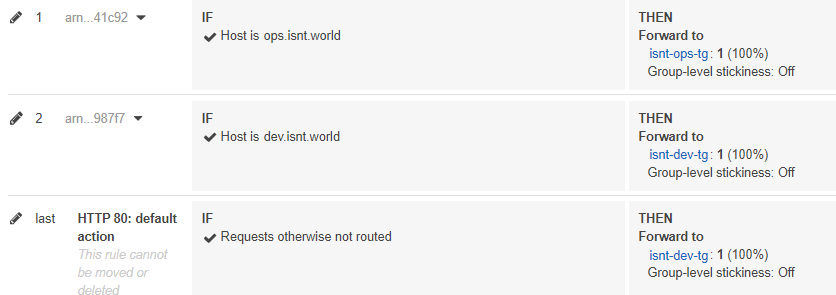 1 arn...41c92 IF THEN
Host is ops.isnt.world Forward to
isnt-ops-tg: 1 (100%)
Group-level stickiness: Off
2 arn...987f7 IF THEN
Host is dev.isnt.world Forward to
isnt-dev-tg: 1 (100%)
Group-level stickiness: Off
last HTTP 80: default IF THEN
action Requests otherwise not routed Forward to
This rule cannot isnt-dev-tg: 1 (100%)
be moved or Group-level stickiness: Off
deleted